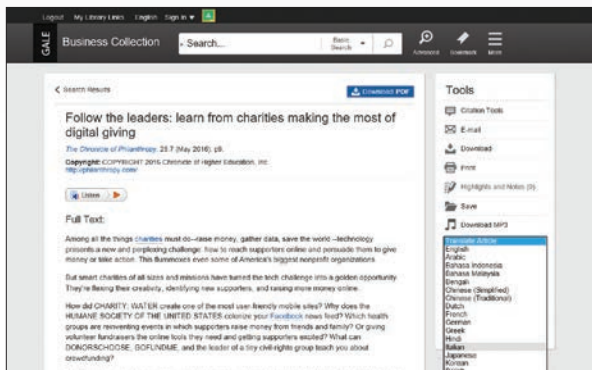 Logout My Library Links English Sign in
GALE Business Collection Search... Basic Search Advanced Bookmark More
Search Results Download PDF
Follow the leaders: learn from charities making the most of
digital giving
The Chronicle of Philanthropy. 28.7 (May 2016): p9.
Copyright: COPYRIGHT 2016 Chronicle of Higher Education, Inc.
http://philanthropy.com/
Listen
Full Text:
Among all the things charities must do--raise money, gather data, save the world --technology
presents a new and perplexing challenge: how to reach supporters online and persuade them to give
money or take action. This flummoxes even some of America's biggest nonprofit organizations.
But smart charities of all sizes and missions have turned the tech challenge into a golden opportunity.
They're flexing their creativity, identifying new supporters, and raising more money online.
How did CHARITY: WATER create one of the most user friendly mobile sites? Why does the
HUMANE SOCIETY OF THE UNITED STATES colonize your Facebook news feed? Which health
groups are reinventing events in which supporters raise money from friends and family? Or giving
volunteer fundraisers the online tools they need and getting supporters excited? What can
DONORSCHOOSE, GOFUNDME, and the leader of a tiny civil-rights group teach you about
crowdfunding?
Tools
Citation Tools
E-mail
Download
Print
Highlights and Notes (0)
Save
Download MP3
Translate Article
English
Arabic
Bahasa Indonesia
Bahasa Malaysia
Bengali
Chinese (Simplified)
Chinese (Traditional)
Dutch
French
German
Greek
Hindi
Italian
Japanese
Korean